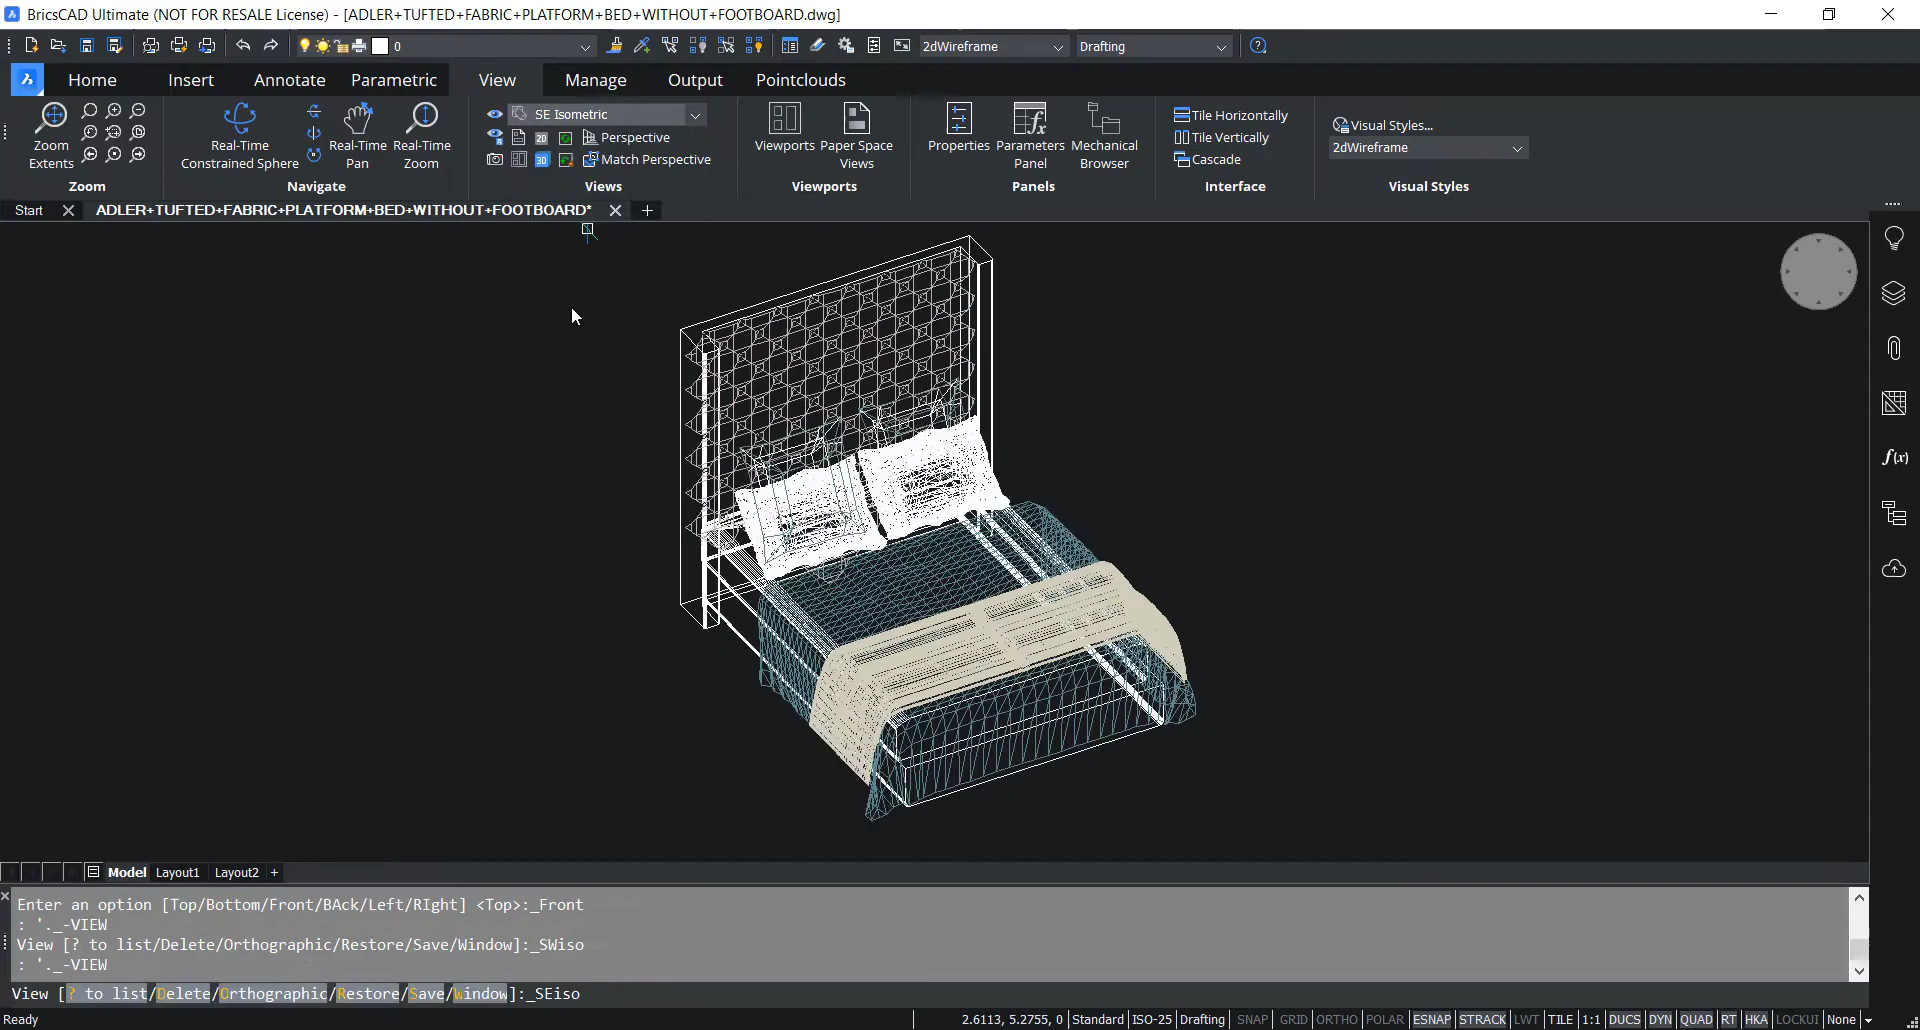 BricsCAD Ultimate (NOT FOR RESALE License) - [ADLER+TUFTED+FABRIC+PLATFORM+BED+WITHOUT+FOOTBOARD.dwg]
0 2dWireframe Drafting
Home Insert Annotate Parametric View Manage Output Pointclouds
Zoom Extents
Zoom
Real-Time Constrained Sphere
Real-Time Pan
Real-Time Zoom
Navigate
SE Isometric
2D Perspective
3D Match Perspective
Views
Viewports
Paper Space Views
Viewports
Properties
Parameters Panel
Mechanical Browser
Panels
Tile Horizontally
Tile Vertically
Cascade
Interface
Visual Styles...
2dWireframe
Visual Styles
Start ADLER+TUFTED+FABRIC+PLATFORM+BED+WITHOUT+FOOTBOARD* +
f(x)
Model Layout1 Layout2 +
Enter an option [Top/Bottom/Front/BAck/Left/RIght] <Top>:_Front
: '._-VIEW
View [? to list/Delete/Orthographic/Restore/Save/Window]:_SWiso
: '._-VIEW
View [? to list/Delete/Orthographic/Restore/Save/Window]:_SEiso
Ready 2.6113, 5.2755, 0 Standard ISO-25 Drafting SNAP GRID ORTHO POLAR ESNAP STRACK LWT TILE 1:1 DUCS DYN QUAD RT HKA LOCKUI None